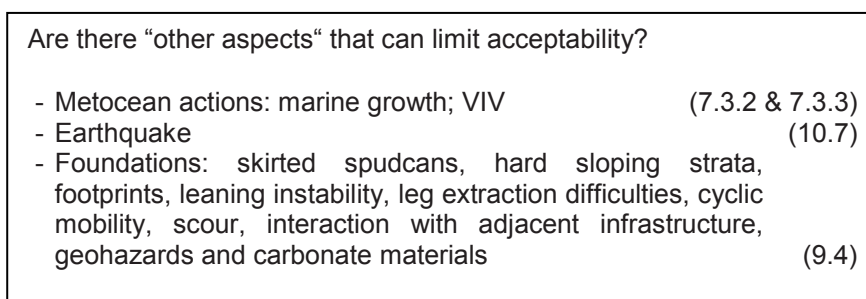 Are there “other aspects“ that can limit acceptability?
- Metocean actions: marine growth; VIV (7.3.2 & 7.3.3)
- Earthquake (10.7)
- Foundations: skirted spudcans, hard sloping strata,
footprints, leaning instability, leg extraction difficulties, cyclic
mobility, scour, interaction with adjacent infrastructure,
geohazards and carbonate materials (9.4)